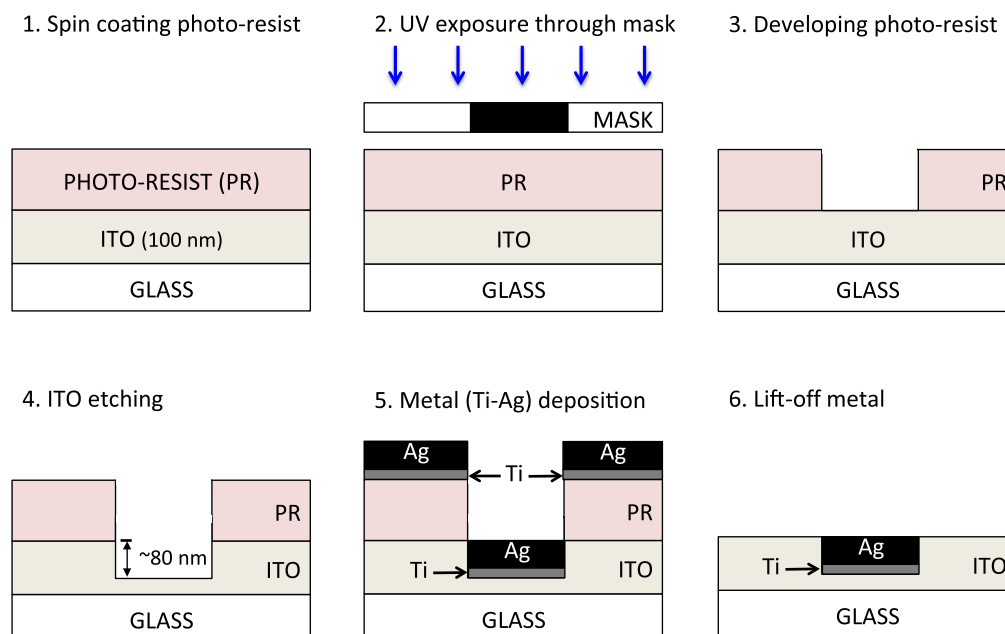 1. Spin coating photo-resist
PHOTO-RESIST (PR)
ITO (100 nm)
GLASS
2. UV exposure through mask
MASK
PR
ITO
GLASS
3. Developing photo-resist
PR
ITO
GLASS
4. ITO etching
PR
~80 nm
ITO
GLASS
5. Metal (Ti-Ag) deposition
Ag
Ag
Ti
PR
Ag
Ti
ITO
GLASS
6. Lift-off metal
Ag
Ti
ITO
GLASS